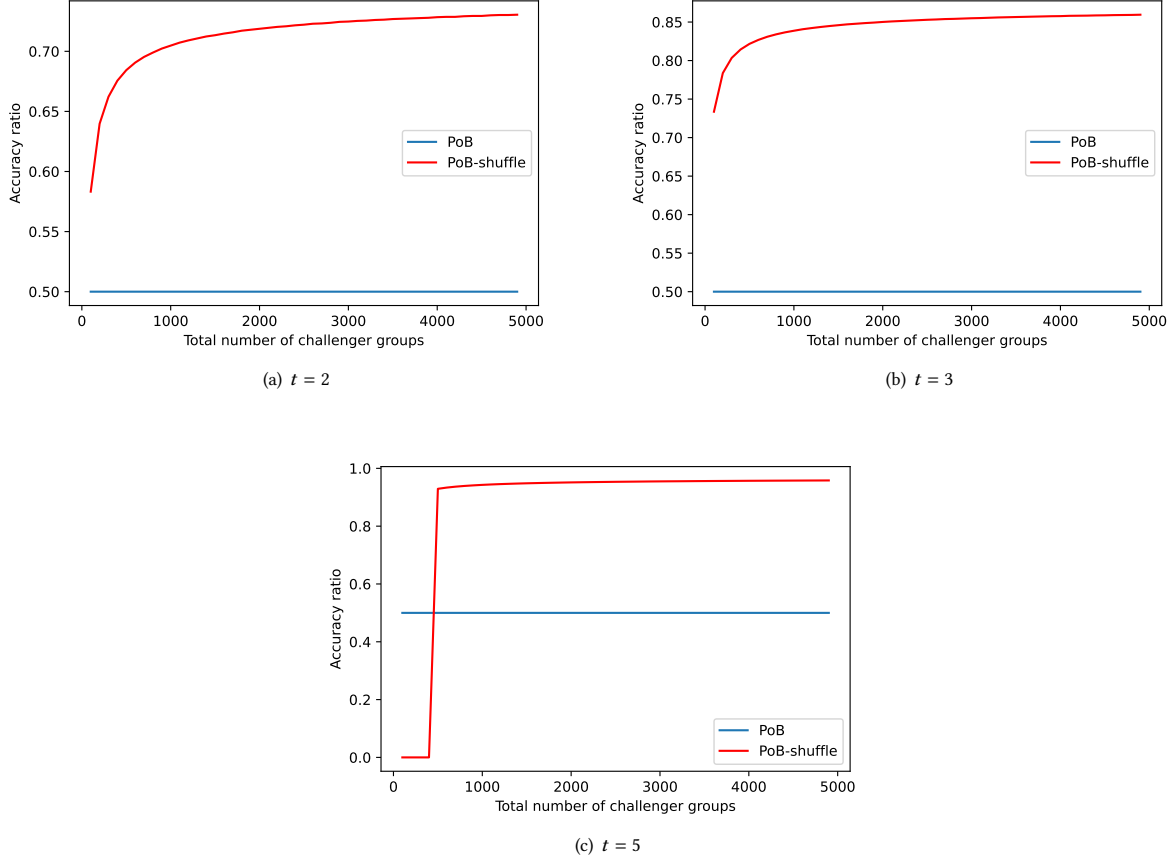 0.70
0.65
0.60
0.55
0.50
Accuracy ratio
PoB
PoB-shuffle
0 1000 2000 3000 4000 5000
Total number of challenger groups
(a) t = 2
0.85
0.80
0.75
0.70
0.65
0.60
0.55
0.50
Accuracy ratio
PoB
PoB-shuffle
0 1000 2000 3000 4000 5000
Total number of challenger groups
(b) t = 3
1.0
0.8
0.6
0.4
0.2
0.0
Accuracy ratio
PoB
PoB-shuffle
0 1000 2000 3000 4000 5000
Total number of challenger groups
(c) t = 5